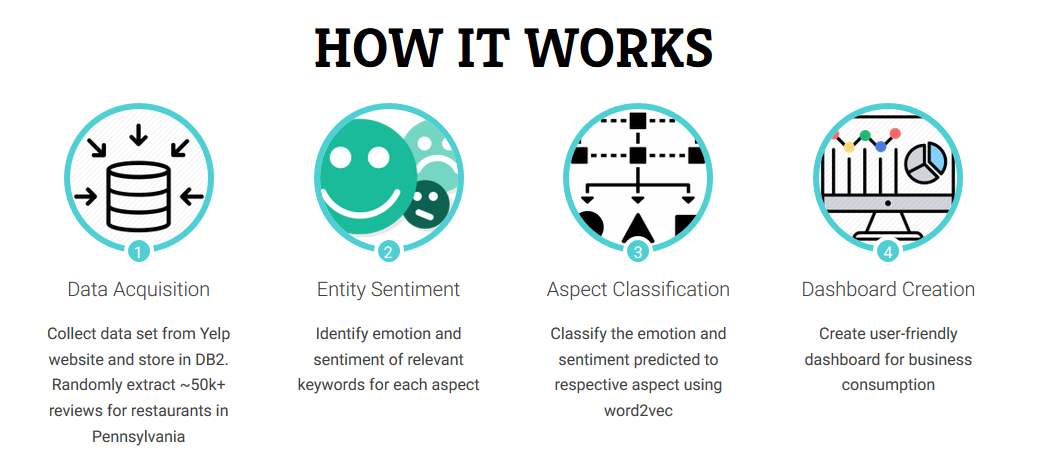 HOW IT WORKS
1
Data Acquisition
Collect data set from Yelp
website and store in DB2.
Randomly extract ~50k+
reviews for restaurants in
Pennsylvania
2
Entity Sentiment
Identify emotion and
sentiment of relevant
keywords for each aspect
3
Aspect Classification
Classify the emotion and
sentiment predicted to
respective aspect using
word2vec
4
Dashboard Creation
Create user-friendly
dashboard for business
consumption